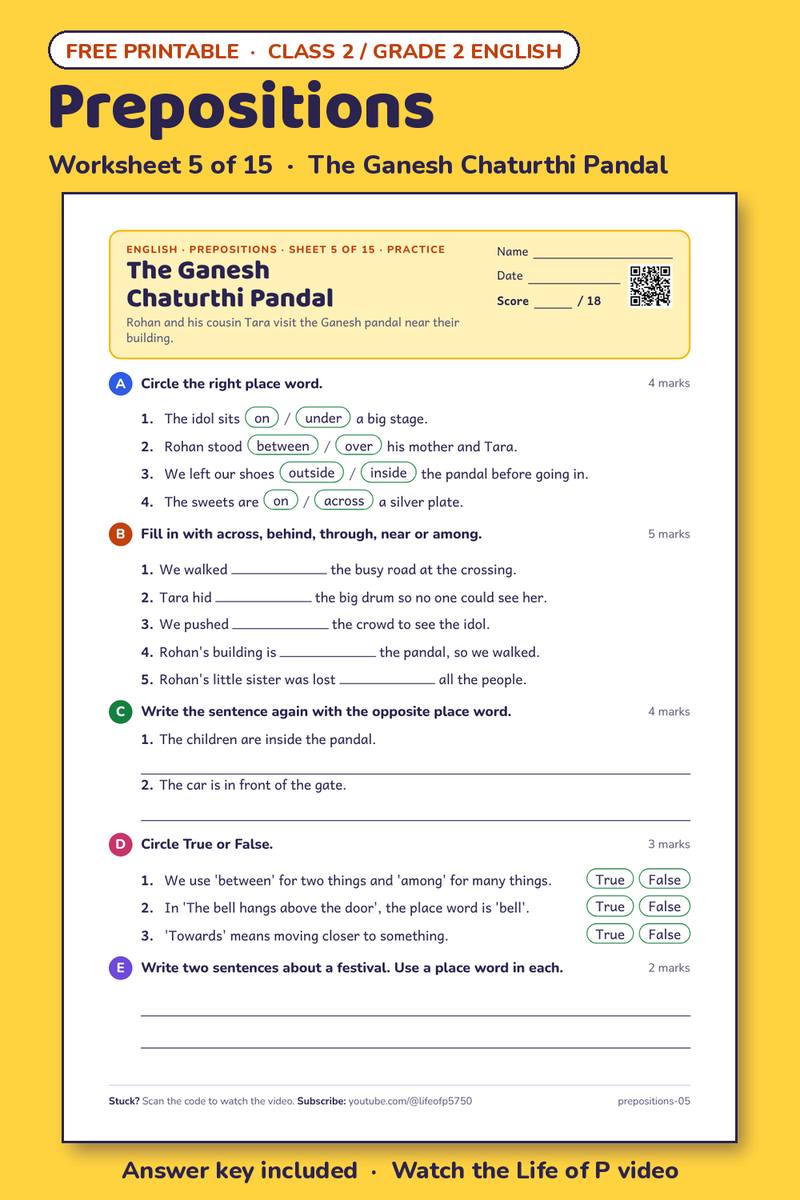 FREE PRINTABLE · CLASS 2 / GRADE 2 ENGLISH
Prepositions
Worksheet 5 of 15 · The Ganesh Chaturthi Pandal
ENGLISH · PREPOSITIONS · SHEET 5 OF 15 · PRACTICE
The Ganesh
Chaturthi Pandal
Rohan and his cousin Tara visit the Ganesh pandal near their
building.
Name
Date
Score / 18
A Circle the right place word. 4 marks
1. The idol sits on / under a big stage.
2. Rohan stood between / over his mother and Tara.
3. We left our shoes outside / inside the pandal before going in.
4. The sweets are on / across a silver plate.
B Fill in with across, behind, through, near or among. 5 marks
1. We walked ____________ the busy road at the crossing.
2. Tara hid ____________ the big drum so no one could see her.
3. We pushed ____________ the crowd to see the idol.
4. Rohan's building is ____________ the pandal, so we walked.
5. Rohan's little sister was lost ____________ all the people.
C Write the sentence again with the opposite place word. 4 marks
1. The children are inside the pandal.
2. The car is in front of the gate.
D Circle True or False. 3 marks
1. We use 'between' for two things and 'among' for many things. True False
2. In 'The bell hangs above the door', the place word is 'bell'. True False
3. 'Towards' means moving closer to something. True False
E Write two sentences about a festival. Use a place word in each. 2 marks
Stuck? Scan the code to watch the video. Subscribe: youtube.com/@lifeofp5750 prepositions-05
Answer key included · Watch the Life of P video